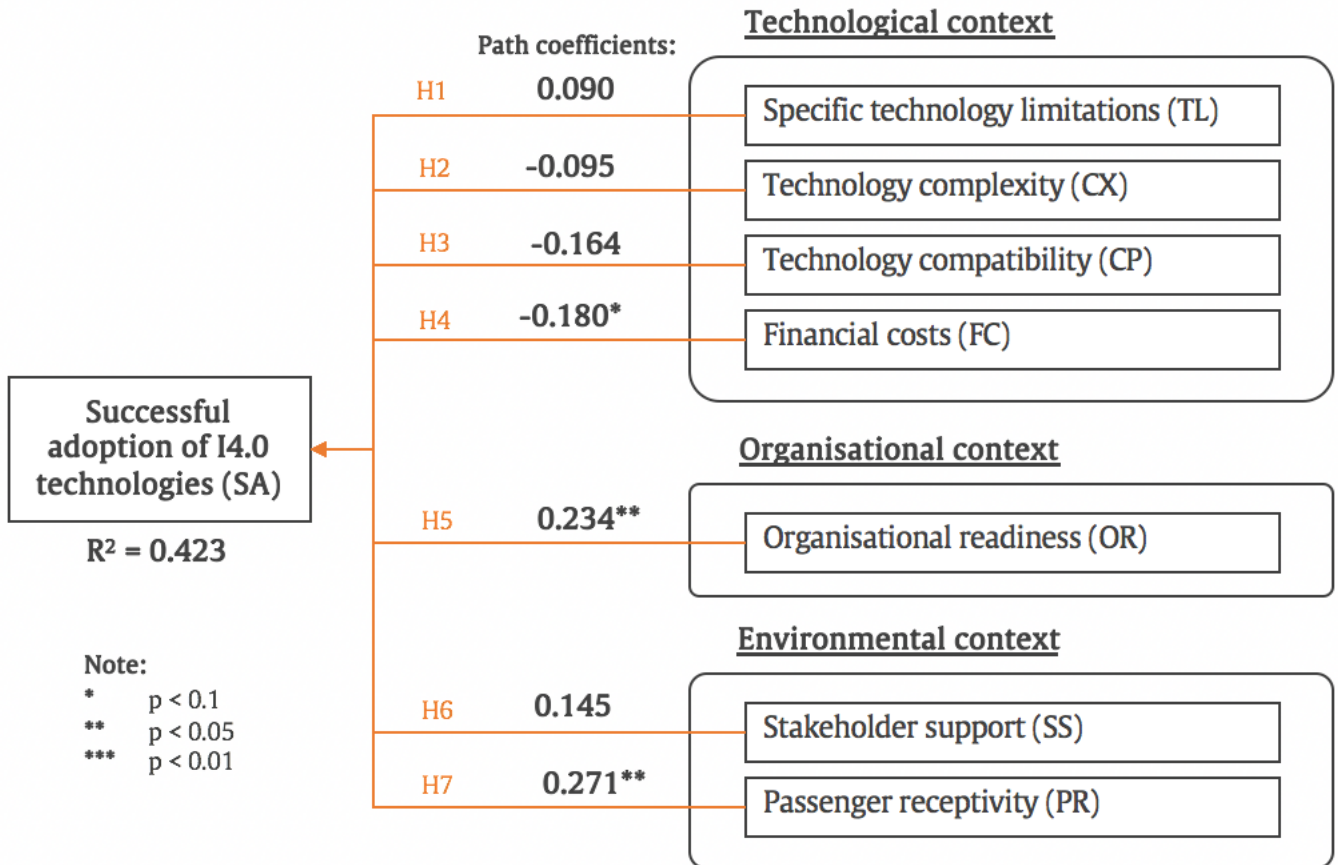 Technological context
Path coefficients:
H1 0.090
Specific technology limitations (TL)
H2 -0.095
Technology complexity (CX)
H3 -0.164
Technology compatibility (CP)
H4 -0.180*
Financial costs (FC)
Successful
adoption of I4.0
technologies (SA)
R² = 0.423
Organisational context
H5 0.234**
Organisational readiness (OR)
Environmental context
H6 0.145
Stakeholder support (SS)
H7 0.271**
Passenger receptivity (PR)
Note:
* p < 0.1
** p < 0.05
*** p < 0.01